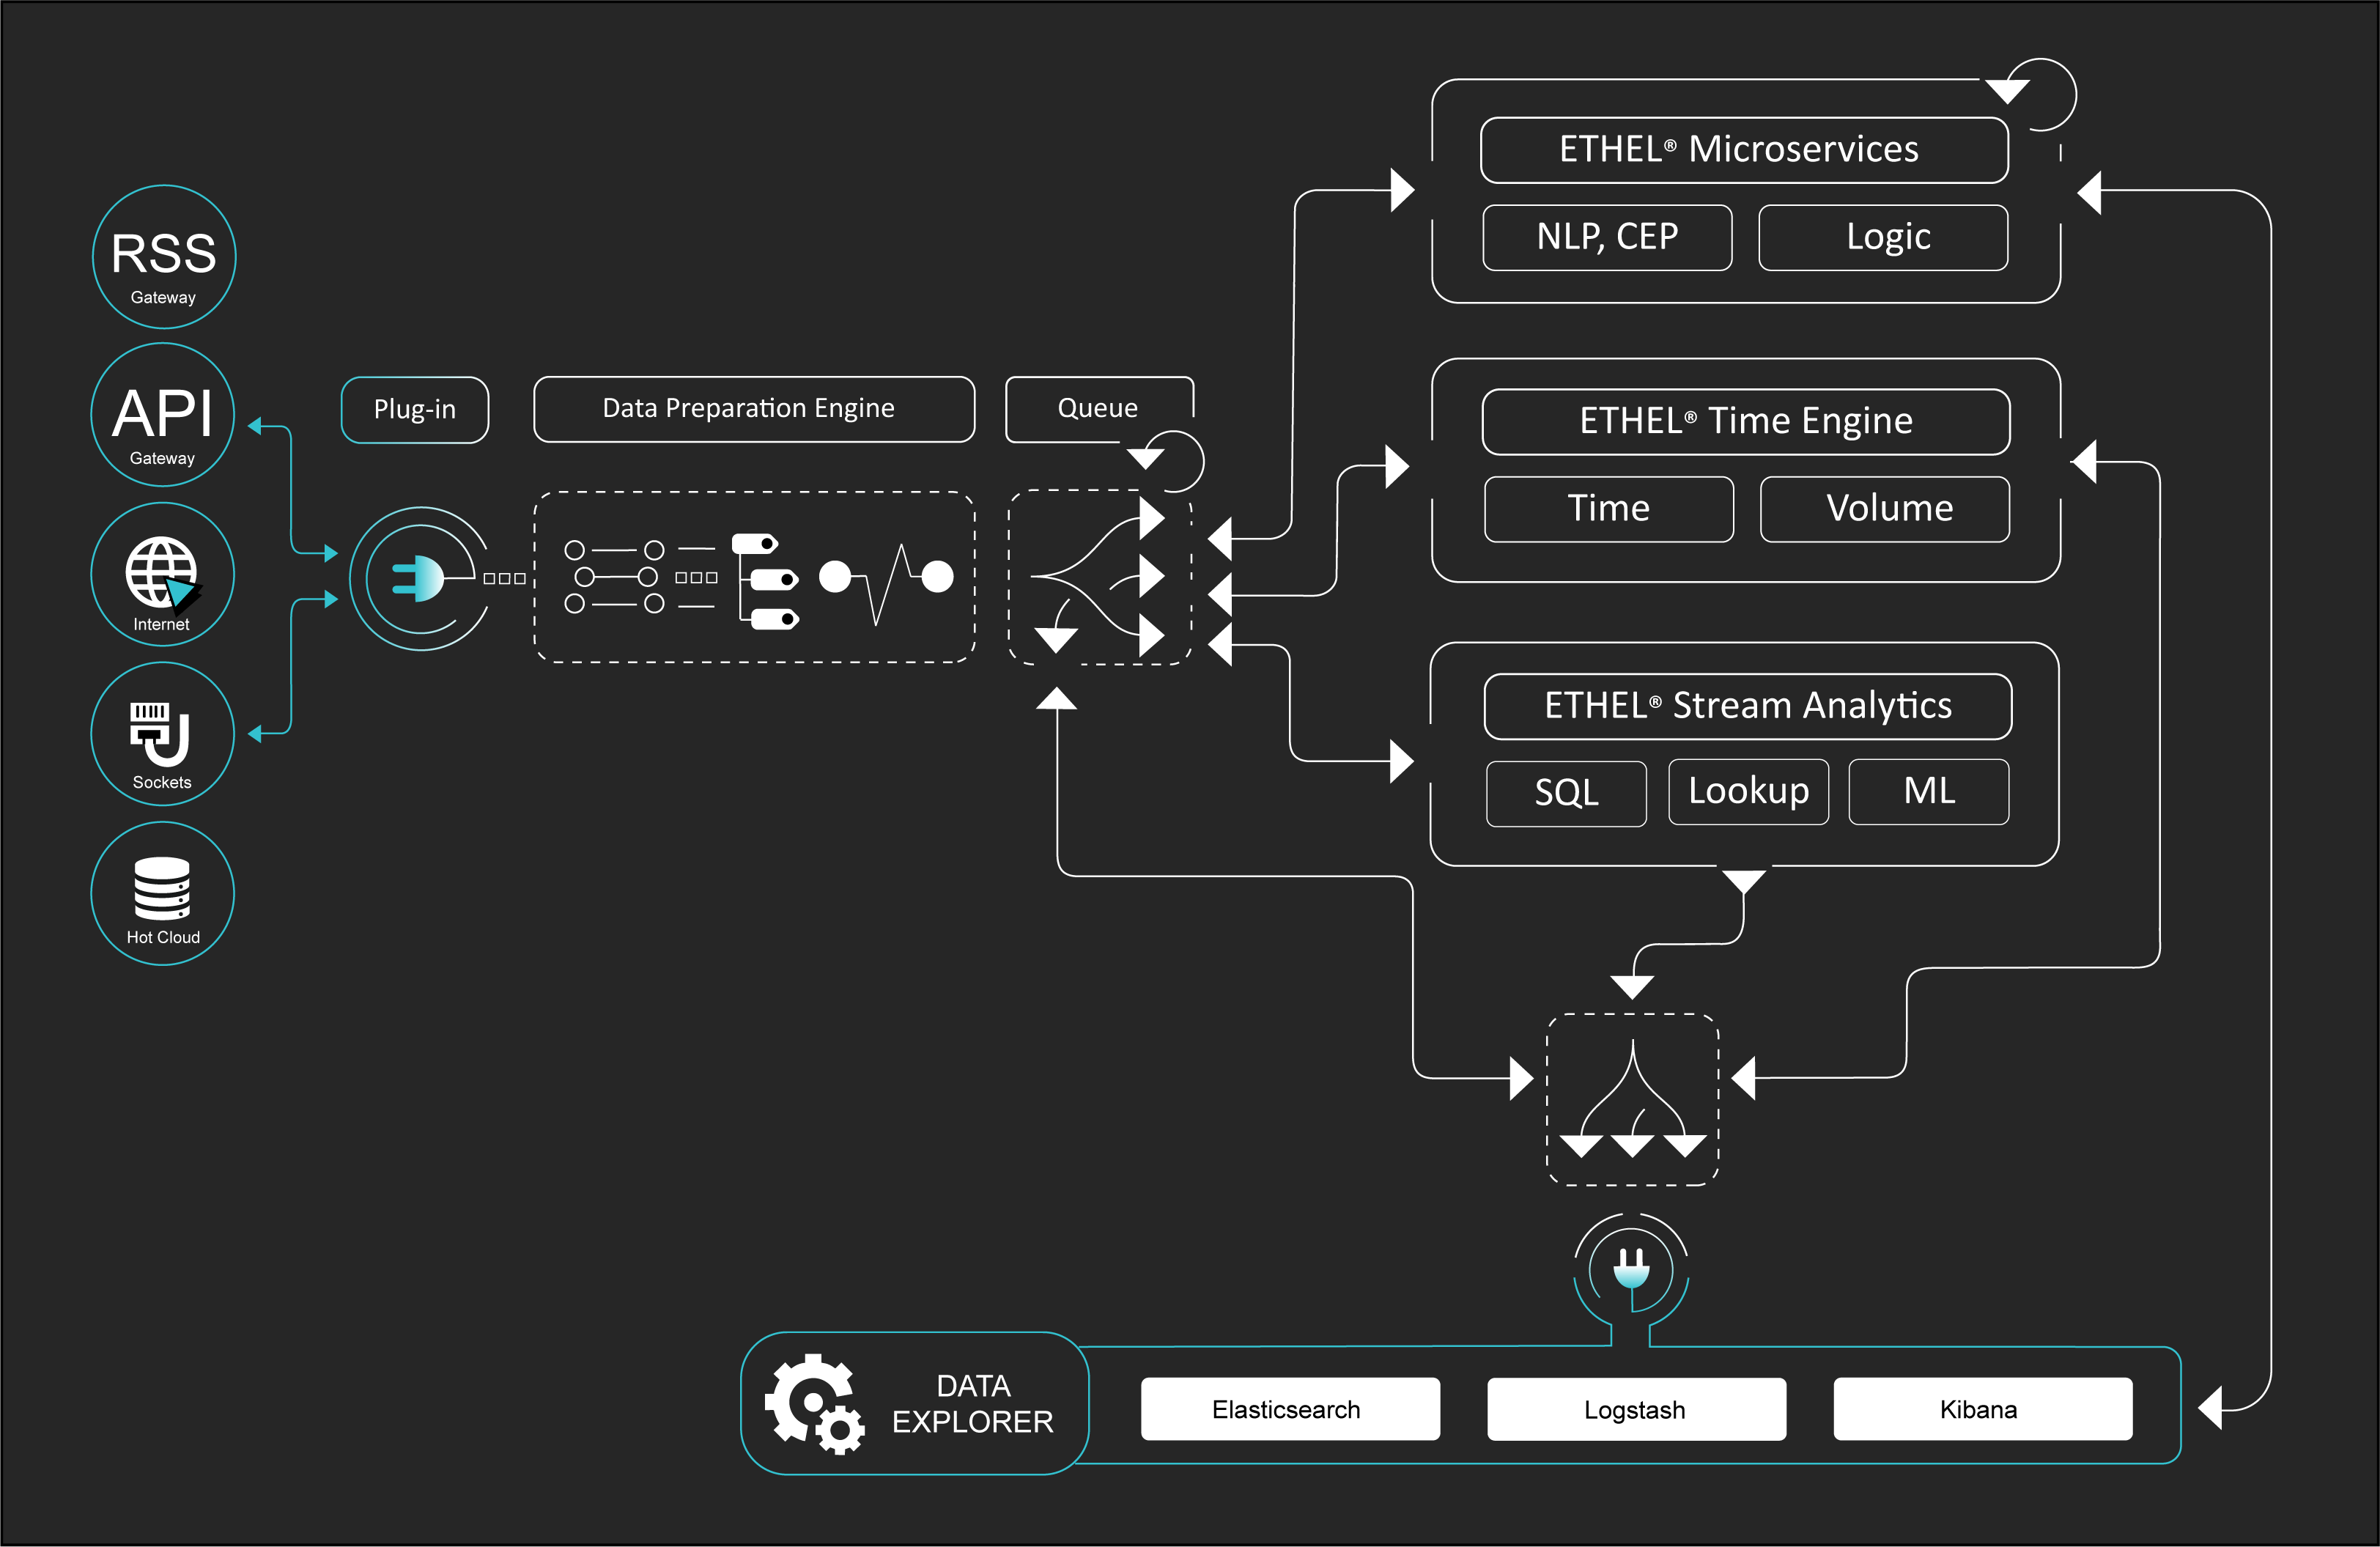 RSS
Gateway
API
Gateway
Internet
Sockets
Hot Cloud
Plug-in
Data Preparation Engine
Queue
ETHEL® Microservices
NLP, CEP
Logic
ETHEL® Time Engine
Time
Volume
ETHEL® Stream Analytics
SQL
Lookup
ML
DATA
EXPLORER
Elasticsearch
Logstash
Kibana